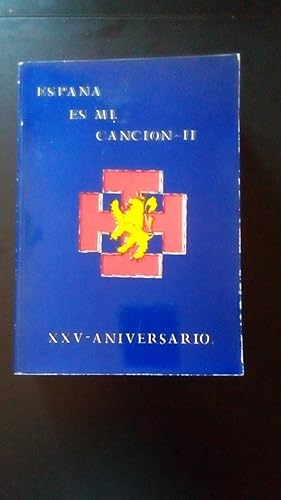 ESPAÑA
ES MI
CANCION-II
XXV-ANIVERSARIO.